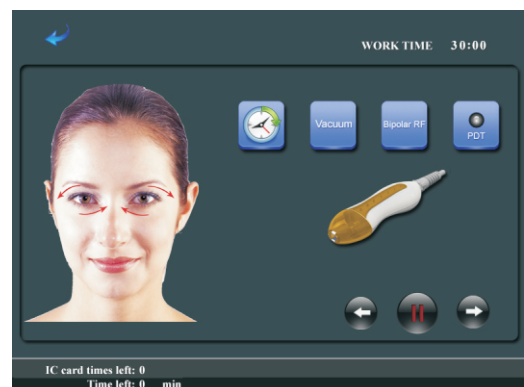 WORK TIME 30:00
Vacuum
Bipolar RF
PDT
IC card times left: 0
Time left: 0 min